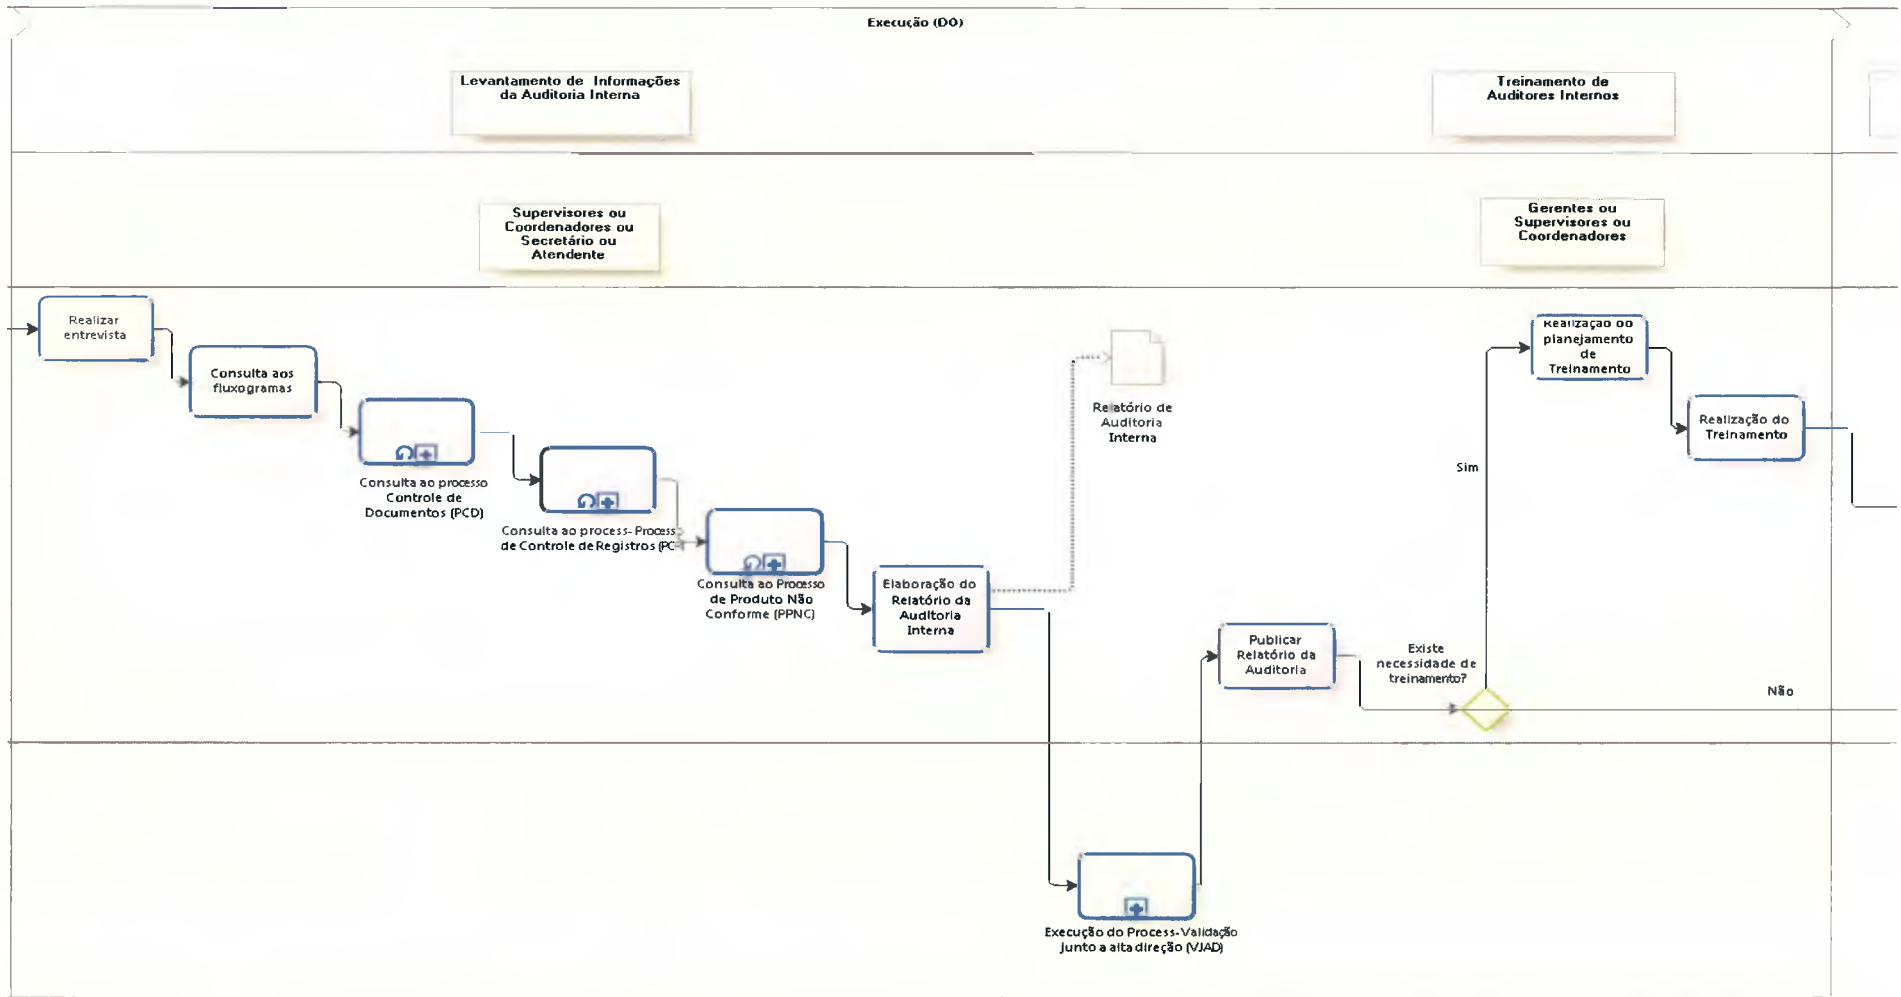 Execução (DO)
Levantamento de Informações
da Auditoria Interna
Treinamento de
Auditores Internos
Supervisores ou
Coordenadores ou
Secretário ou
Atendente
Gerentes ou
Supervisores ou
Coordenadores
Realizar
entrevista
Consulta aos
fluxogramas
Consulta ao processo
Controle de
Documentos (PCD)
Consulta ao process- Process
de Controle de Registros (PC
Consulta ao Processo
de Produto Não
Conforme (PPNC)
Elaboração do
Relatório da
Auditoria
Interna
Relatório de
Auditoria
Interna
Execução do Process-Validação
junto a alta direção (VJAD)
Publicar
Relatório da
Auditoria
Existe
necessidade de
treinamento?
Sim
Não
Realização do
planejamento
de
Treinamento
Realização do
Treinamento